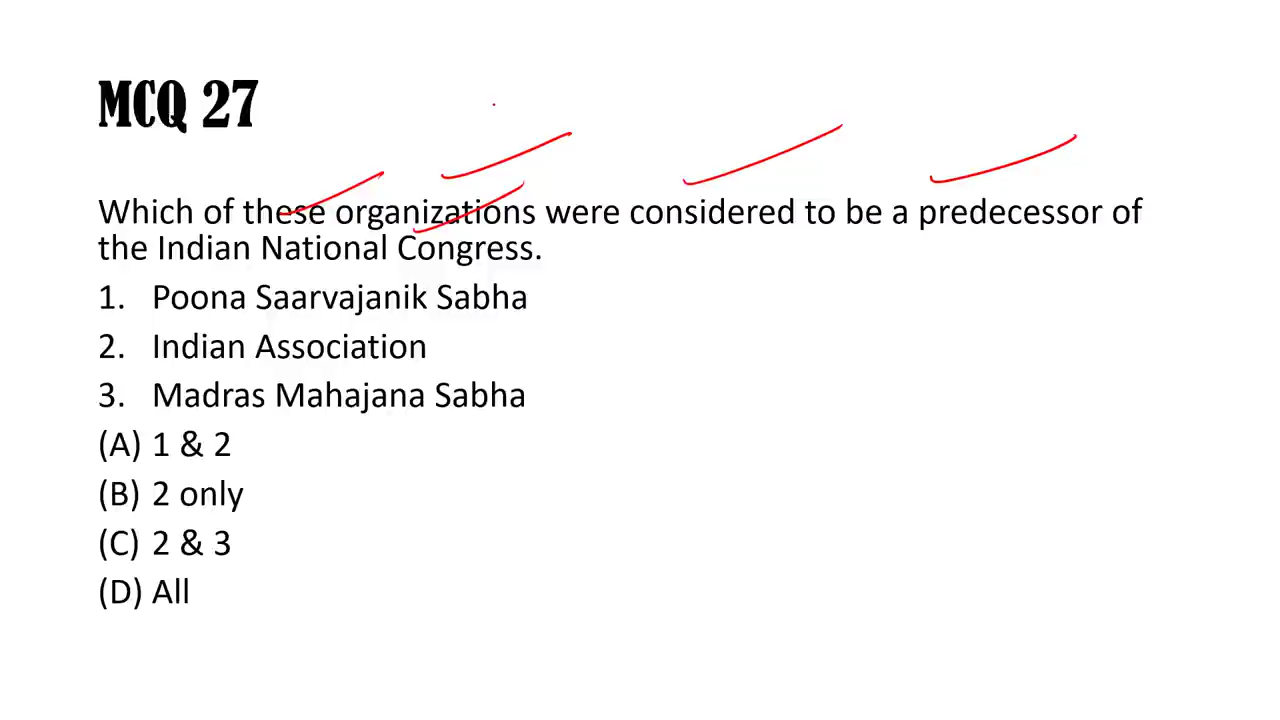 MCQ 27
Which of these organizations were considered to be a predecessor of
the Indian National Congress.
1. Poona Saarvajanik Sabha
2. Indian Association
3. Madras Mahajana Sabha
(A) 1 & 2
(B) 2 only
(C) 2 & 3
(D) All